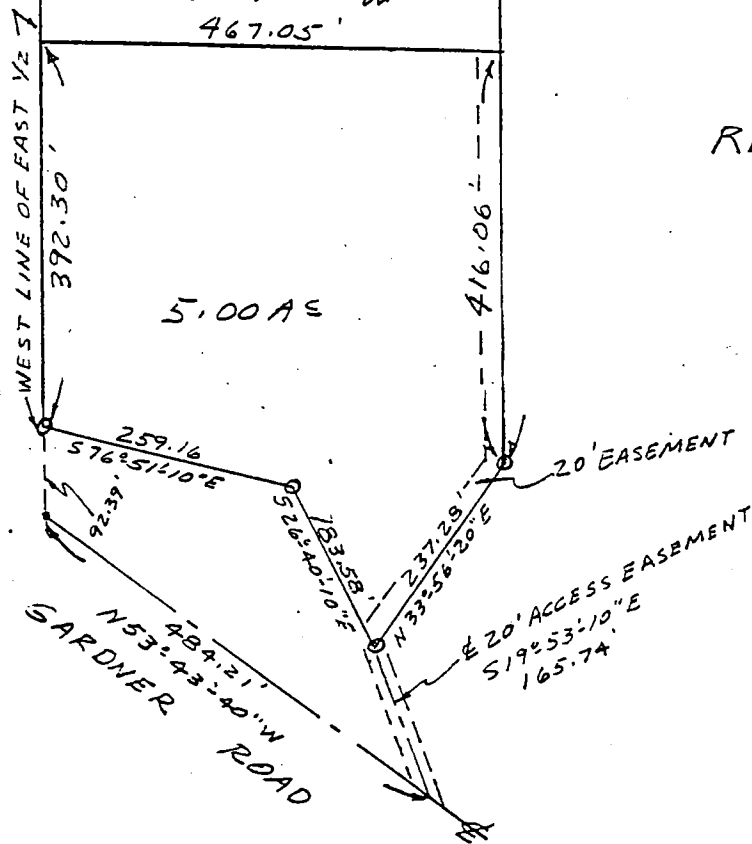 467.05'
WEST LINE OF EAST 1/2
392.30'
416.06'
R
5.00 AC
259.16
S76°-51'-10"E
92.39'
183.58'
S26°-40'-10"E
237.28'
N33°-56'-20"E
20' EASEMENT
℄ 20' ACCESS EASEMENT
S19°-53'-10"E
165.74'
484.21'
N53°-43'-40"W
GARDNER ROAD